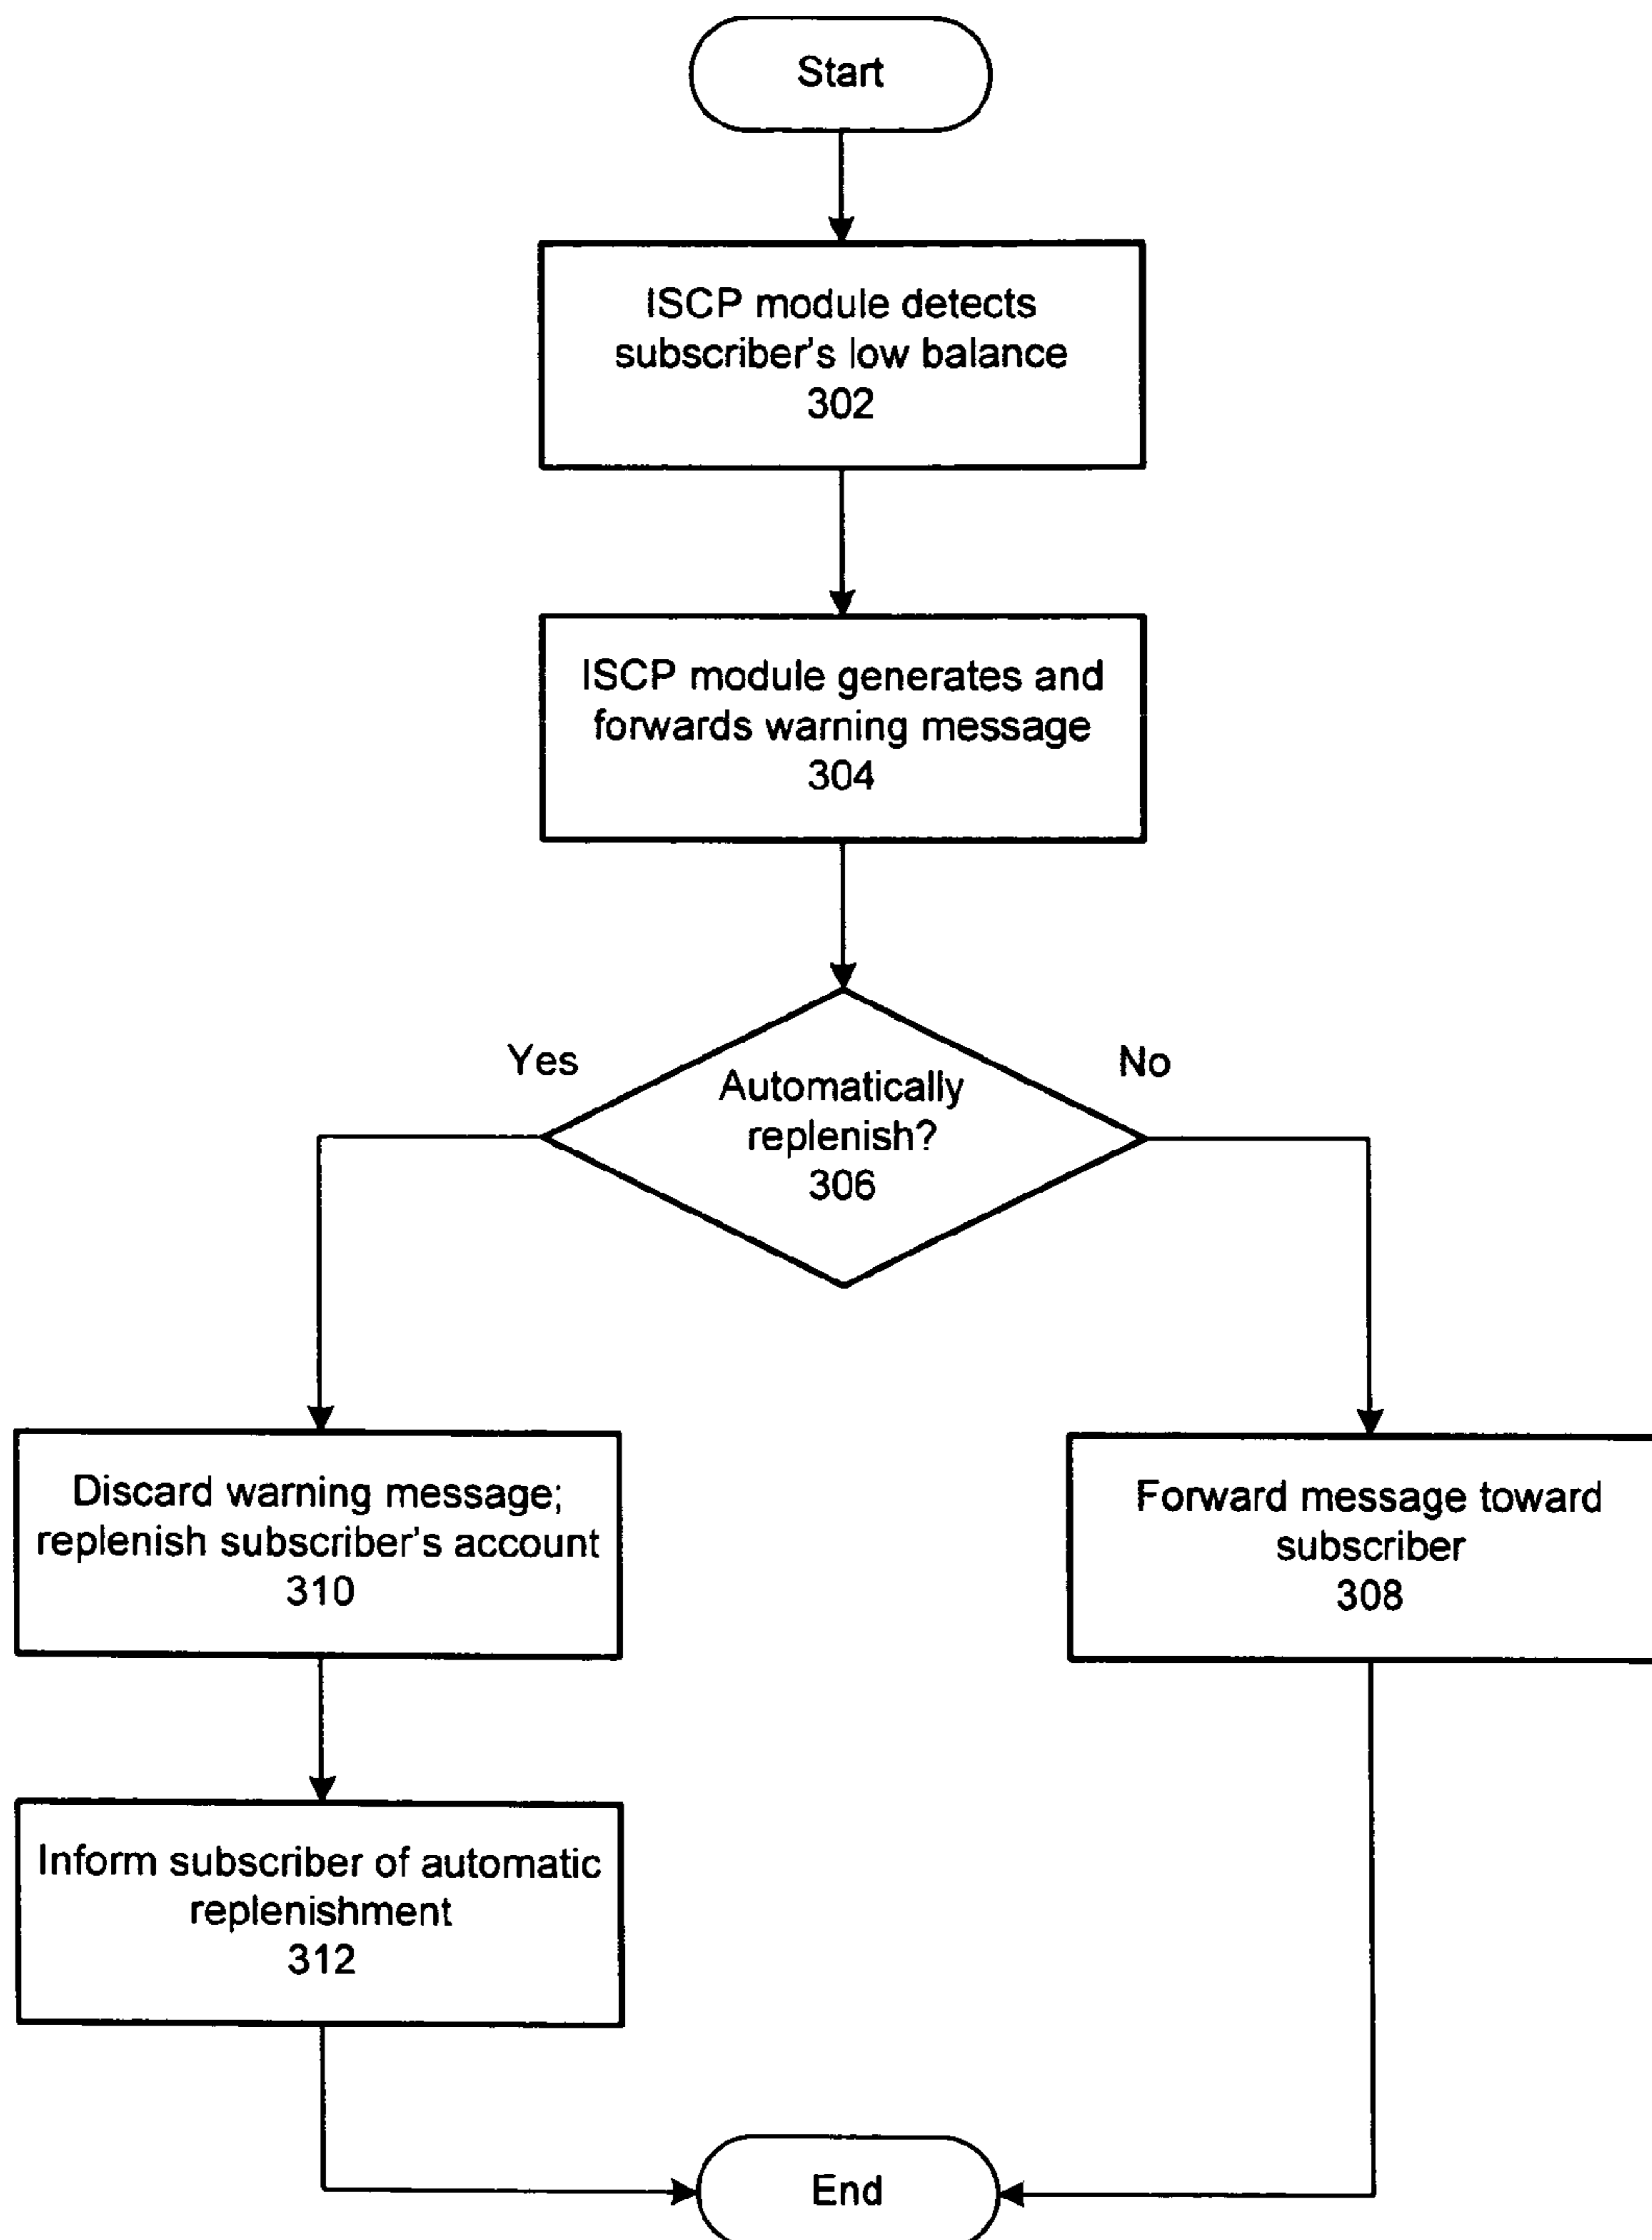 Start
ISCP module detects
subscriber's low balance
302
ISCP module generates and
forwards warning message
304
Yes
No
Automatically
replenish?
306
Discard warning message;
replenish subscriber's account
310
Forward message toward
subscriber
308
Inform subscriber of automatic
replenishment
312
End